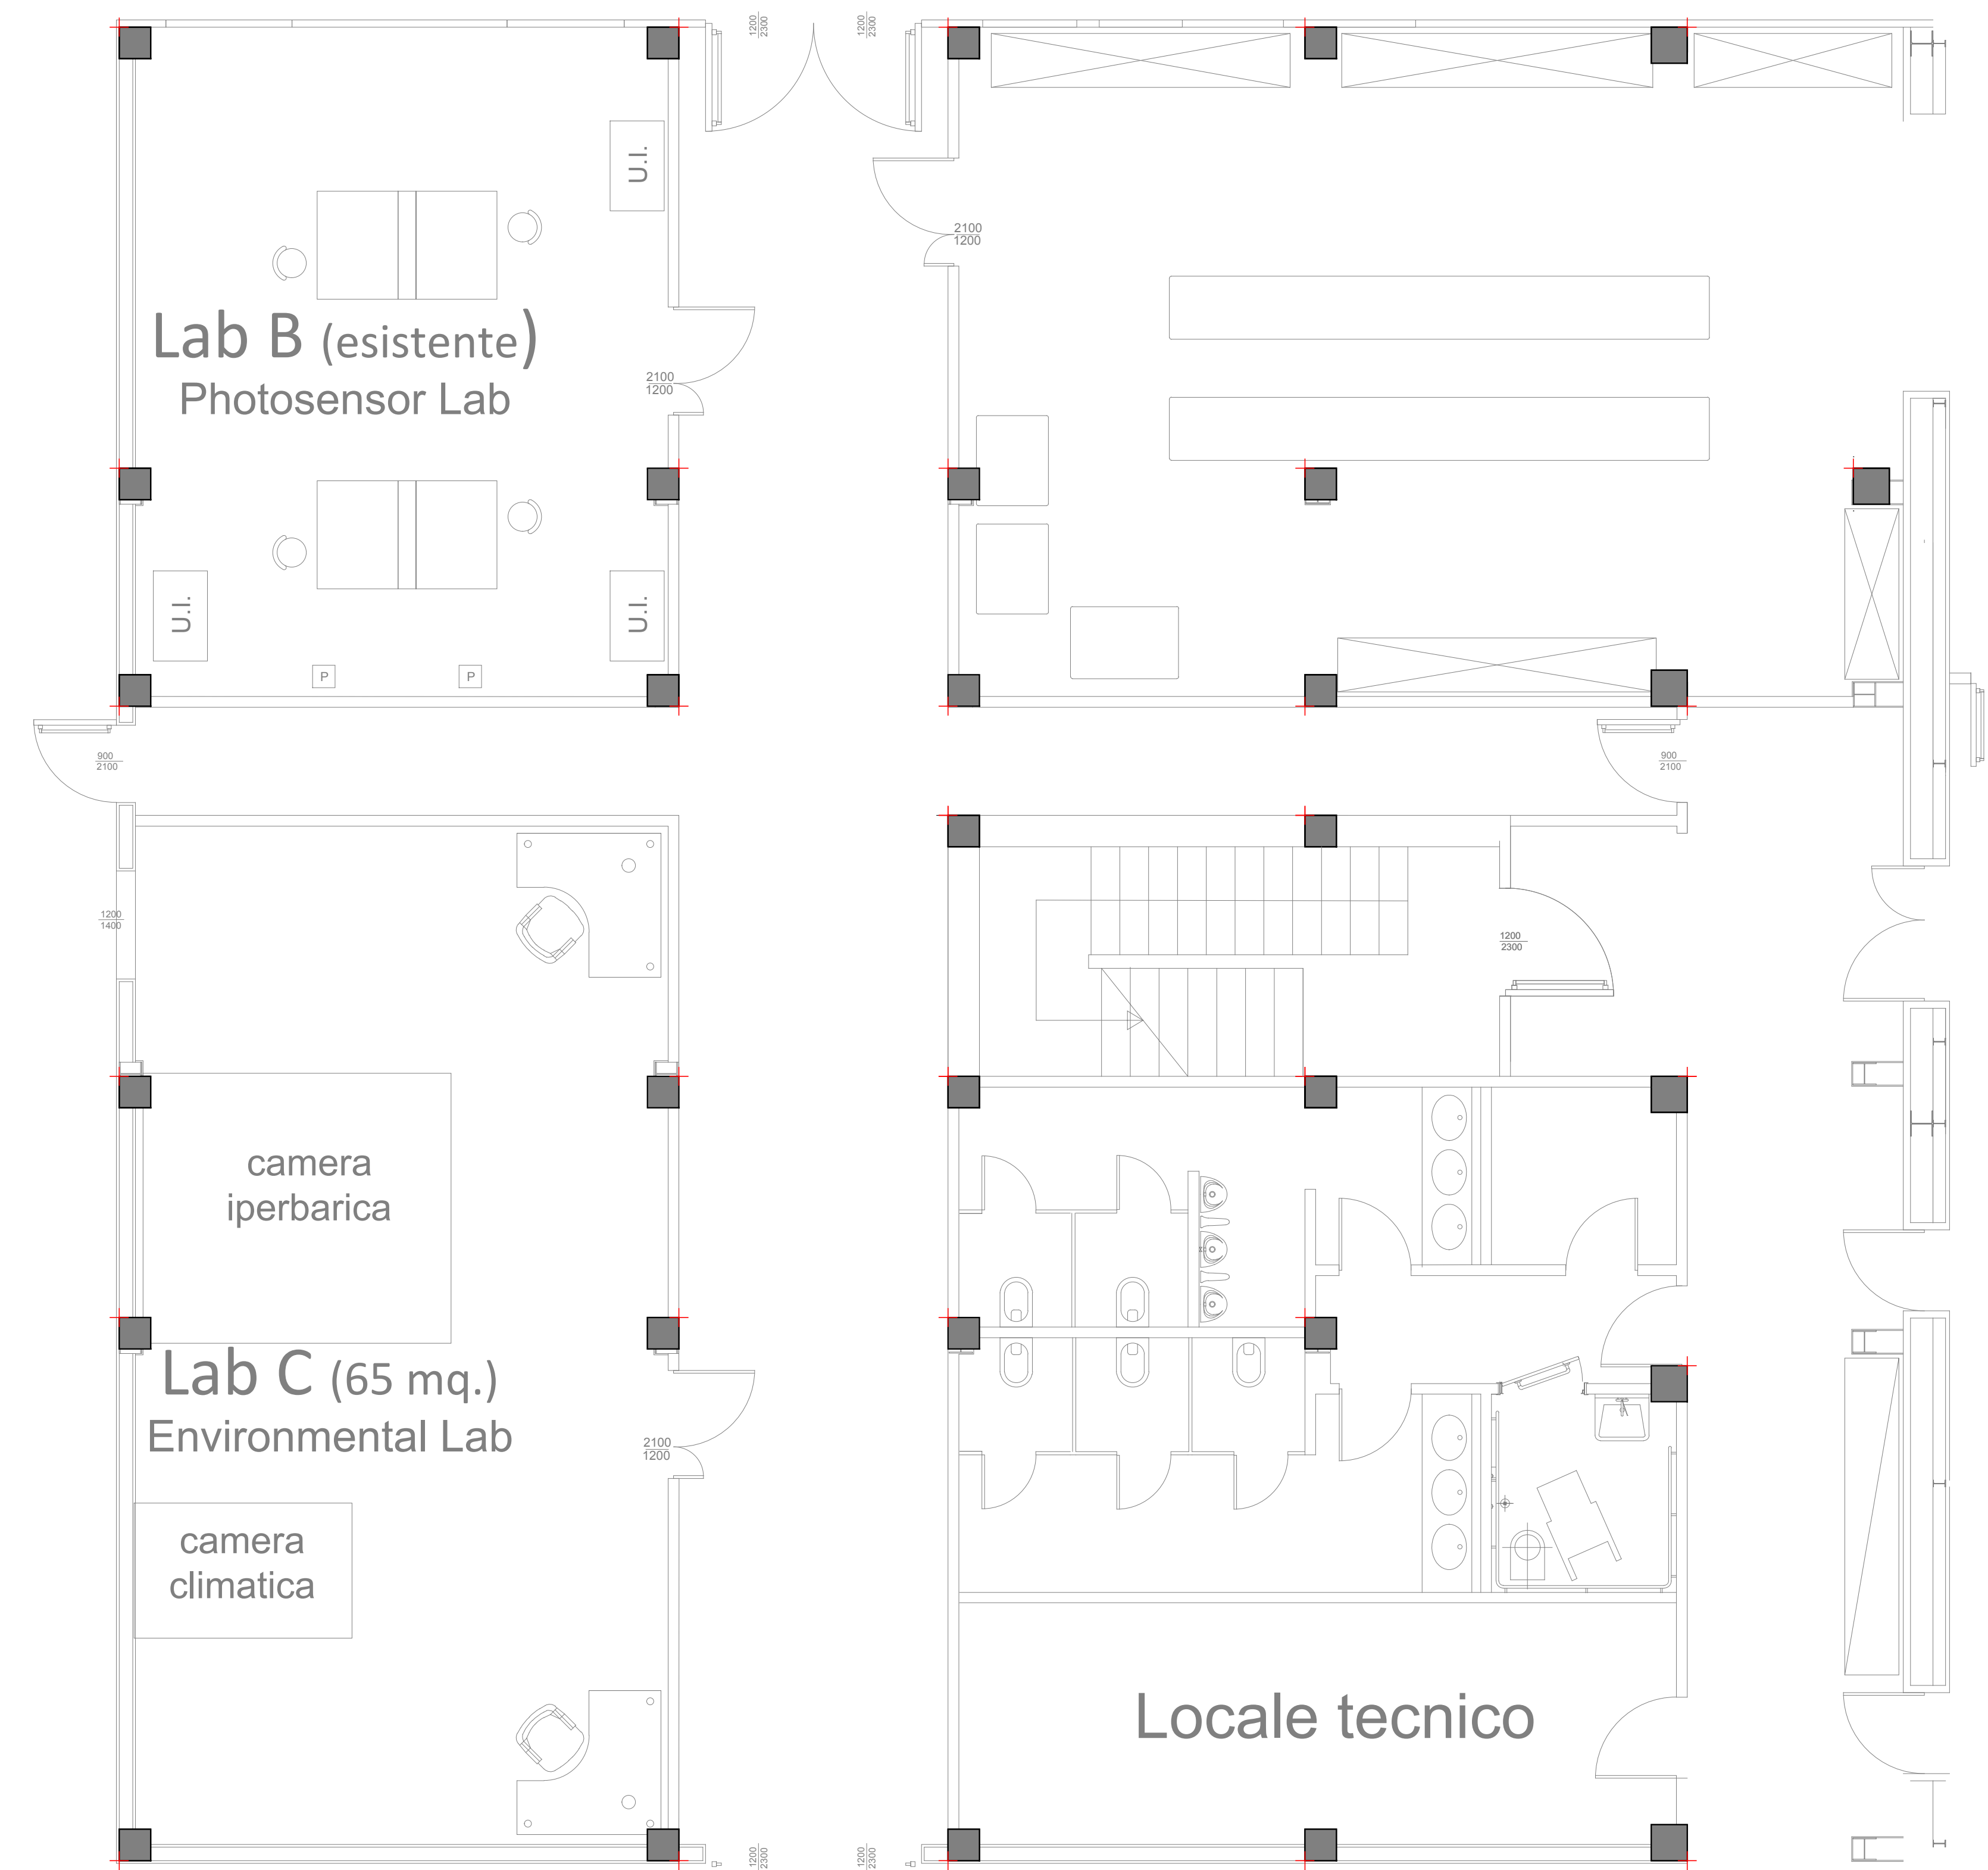 1200
2300
1200
2300
U.I.
2100
1200
Lab B (esistente)
Photosensor Lab
2100
1200
U.I.
U.I.
P
P
900
2100
900
2100
1200
1400
1200
2300
camera
iperbarica
Lab C (65 mq.)
Environmental Lab
2100
1200
camera
climatica
Locale tecnico
1200
2300
1200
2300